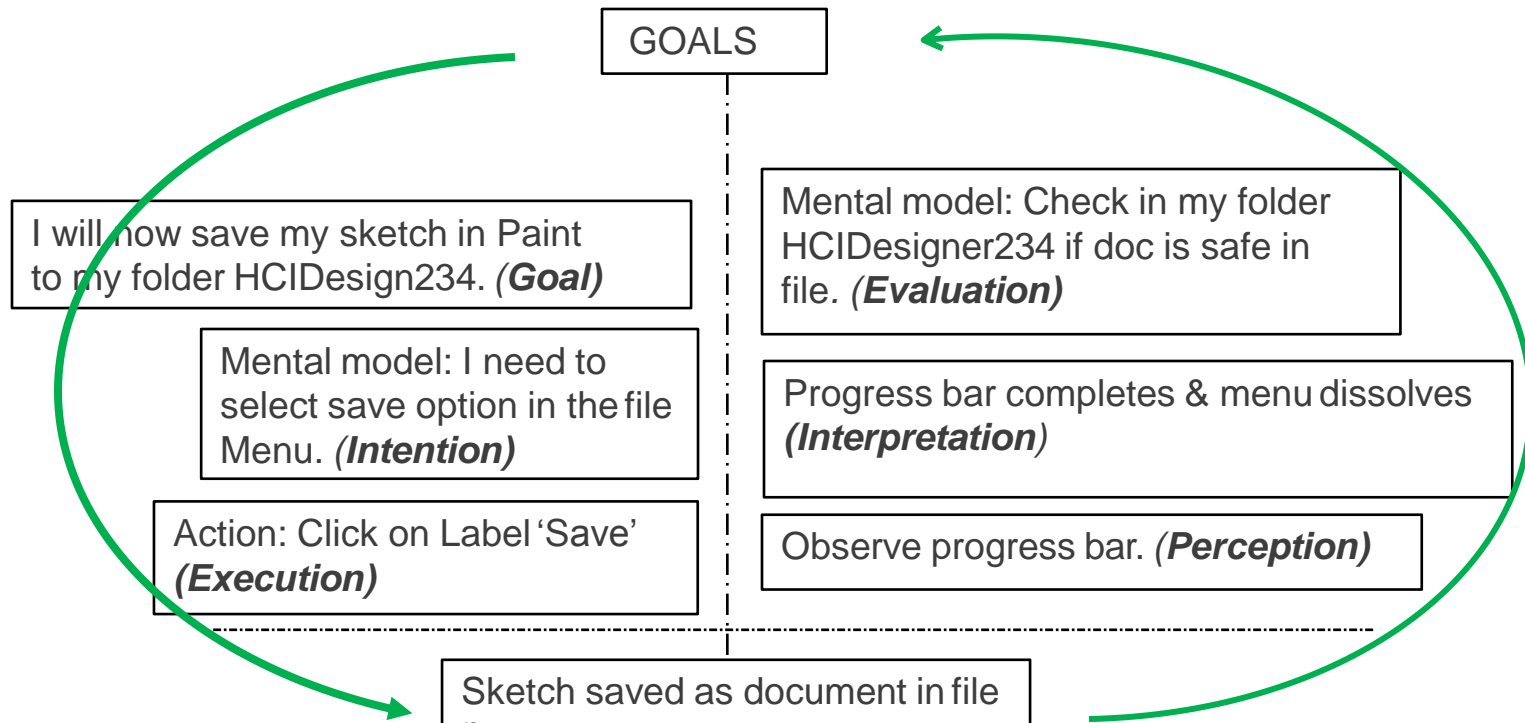 GOALS
I will now save my sketch in Paint
to my folder HCIDesign234. (Goal)
Mental model: I need to
select save option in the file
Menu. (Intention)
Action: Click on Label ‘Save’
(Execution)
Mental model: Check in my folder
HCIDesigner234 if doc is safe in
file. (Evaluation)
Progress bar completes & menu dissolves
(Interpretation)
Observe progress bar. (Perception)
Sketch saved as document in file